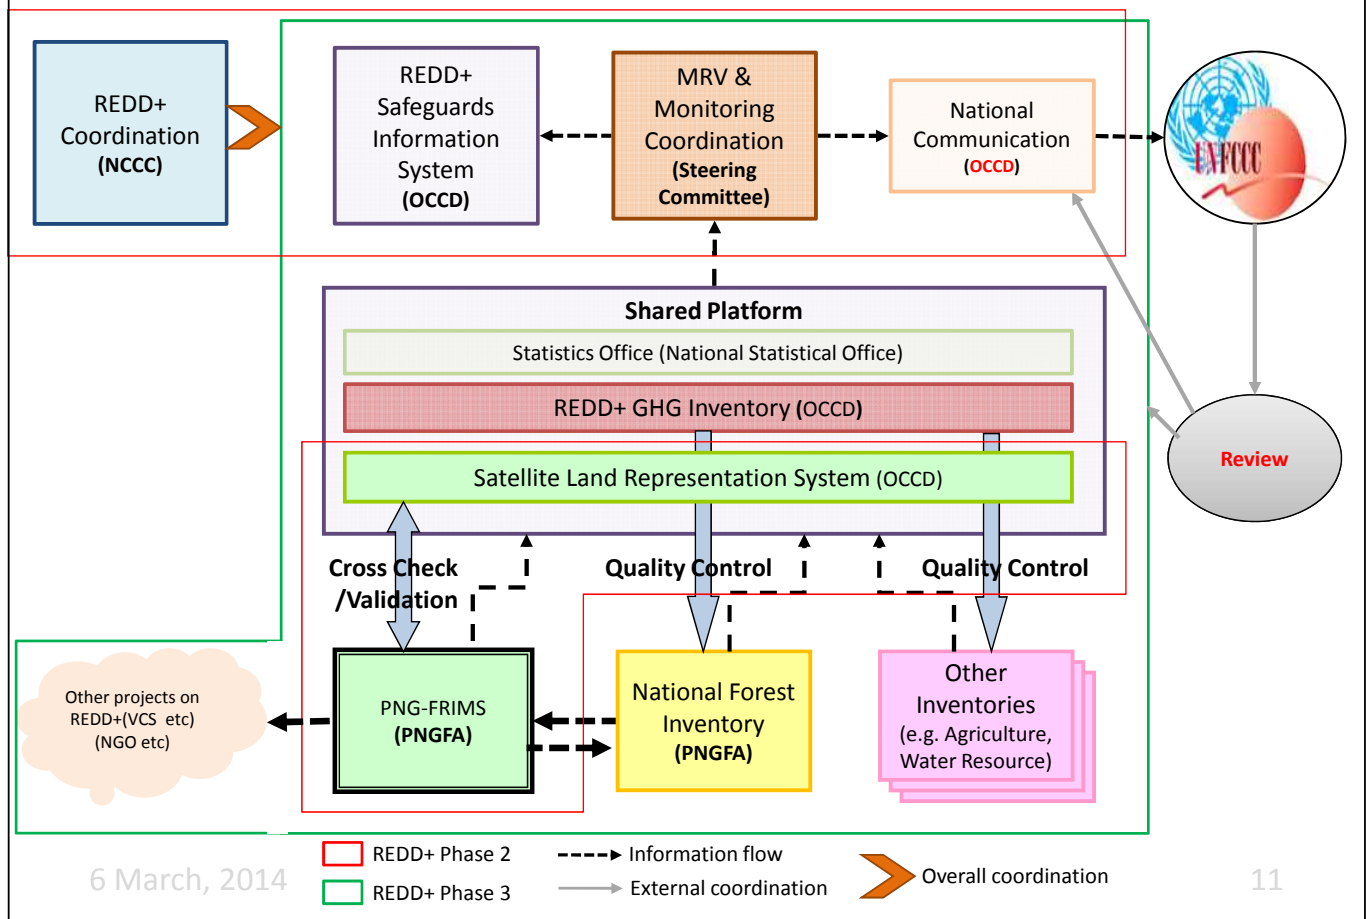 REDD+
Coordination
(NCCC)
REDD+
Safeguards
Information
System
(OCCD)
MRV &
Monitoring
Coordination
(Steering
Committee)
National
Communication
(OCCD)
UNFCCC
Shared Platform
Statistics Office (National Statistical Office)
REDD+ GHG Inventory (OCCD)
Satellite Land Representation System (OCCD)
Review
Cross Check
/Validation
Quality Control
Quality Control
Other projects on
REDD+(VCS etc)
(NGO etc)
PNG-FRIMS
(PNGFA)
National Forest
Inventory
(PNGFA)
Other
Inventories
(e.g. Agriculture,
Water Resource)
REDD+ Phase 2
Information flow
Overall coordination
REDD+ Phase 3
External coordination
6 March, 2014
11